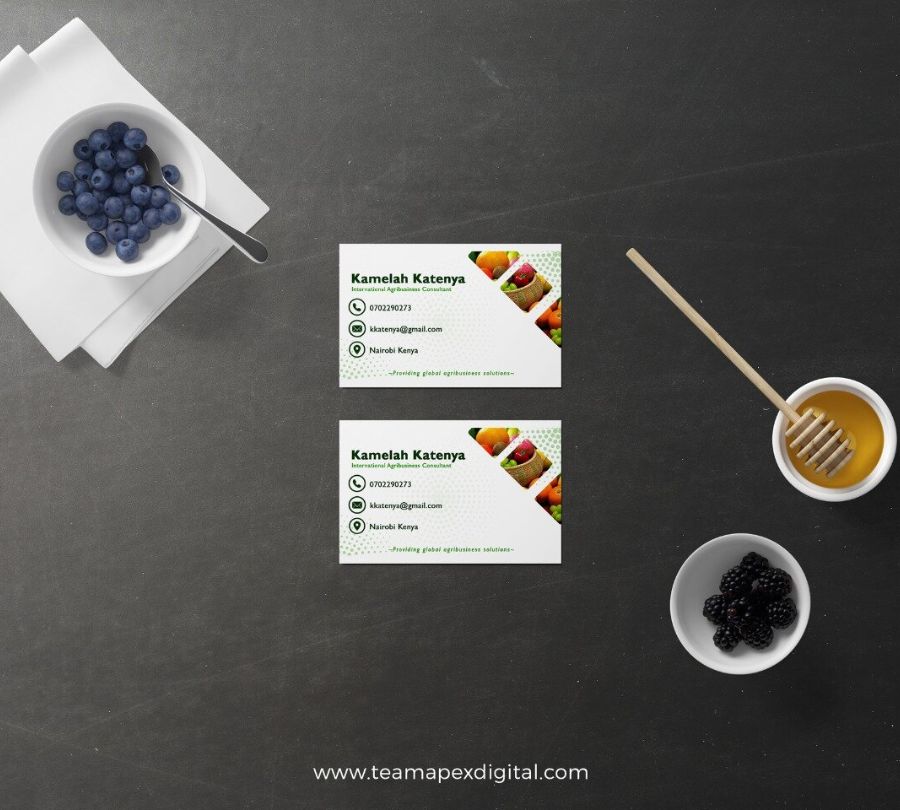 Kamelah Katenya
International Agribusiness Consultant
0702290273
kkatenya@gmail.com
Nairobi Kenya
~Providing global agribusiness solutions~
Kamelah Katenya
International Agribusiness Consultant
0702290273
kkatenya@gmail.com
Nairobi Kenya
~Providing global agribusiness solutions~
www.teamapexdigital.com